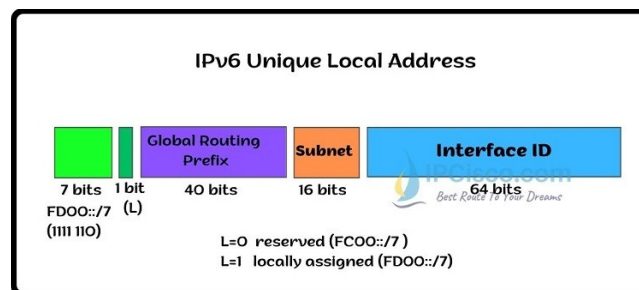 IPv6 Unique Local Address
Global Routing
Prefix
Subnet
Interface ID
7 bits
1 bit
40 bits
16 bits
64 bits
FD00::/7
(L)
(1111 110)
IPCisco.com
Best Route To Your Dreams
L=0 reserved (FC00::/7 )
L=1 locally assigned (FD00::/7)